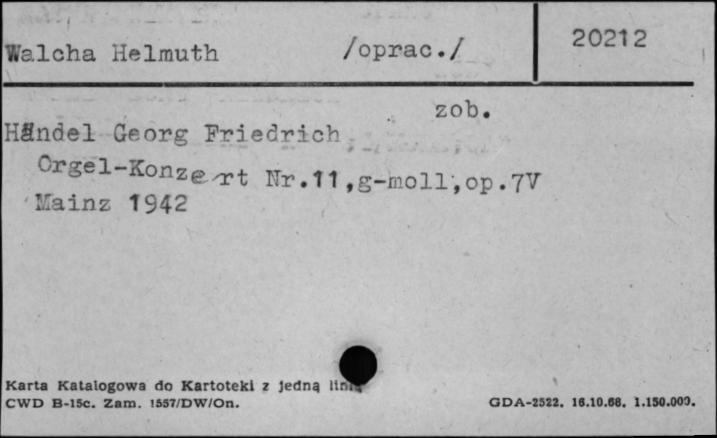 Walcha Helmuth /oprac./ 20212
zob.
Händel Georg Friedrich
Orgel-Konzert Nr.11,g-moll,op.7V
Mainz 1942
Karta Katalogowa do Kartoteki z jedną linią
CWD B-15c. Zam. 1557/DW/On. GDA-2522. 16.10.68. 1.150.000.